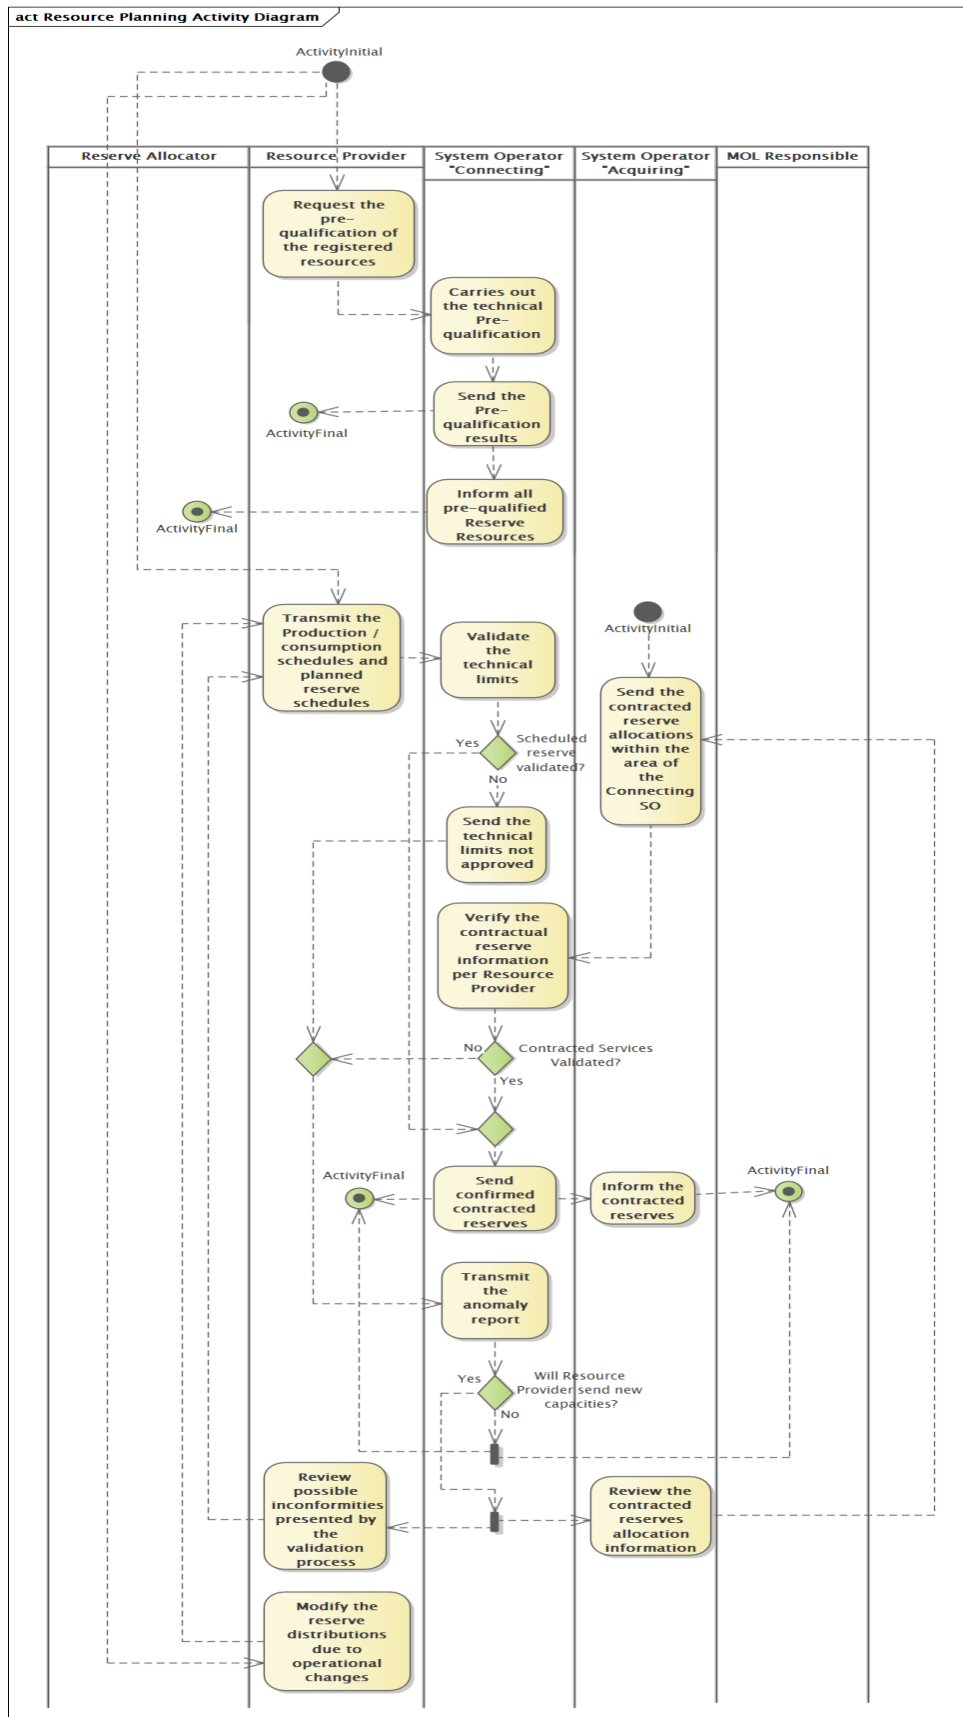 act Resource Planning Activity Diagram
ActivityInitial
Reserve Allocator
Resource Provider
System Operator
"Connecting"
System Operator
"Acquiring"
MOL Responsible
Request the
pre-
qualification of
the registered
resources
Carries out
the technical
Pre-
qualification
Send the
Pre-
qualification
results
ActivityFinal
Inform all
pre-qualified
Reserve
Resources
ActivityFinal
Transmit the
Production /
consumption
schedules and
planned
reserve
schedules
Validate
the
technical
limits
ActivityInitial
Send the
contracted
reserve
allocations
within the
area of
the
Connecting
SO
Yes
Scheduled
reserve
validated?
No
Send the
technical
limits not
approved
Verify the
contractual
reserve
information
per Resource
Provider
No
Contracted Services
Validated?
Yes
ActivityFinal
Send
confirmed
contracted
reserves
Inform the
contracted
reserves
ActivityFinal
Transmit
the
anomaly
report
Yes
Will Resource
Provider send new
capacities?
No
Review
possible
inconformities
presented by
the
validation
process
Review the
contracted
reserves
allocation
information
Modify the
reserve
distributions
due to
operational
changes